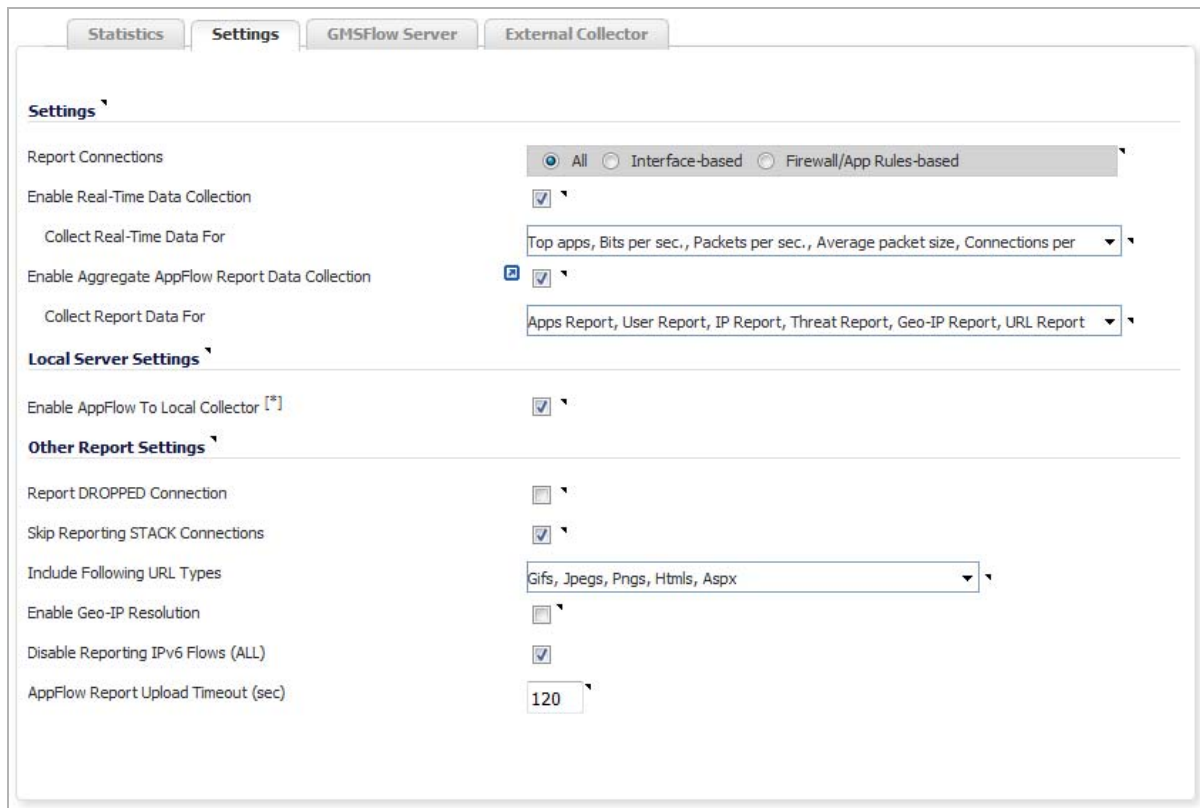 Statistics Settings GMSFlow Server External Collector
Settings
Report Connections All Interface-based Firewall/App Rules-based
Enable Real-Time Data Collection
Collect Real-Time Data For Top apps, Bits per sec., Packets per sec., Average packet size, Connections per
Enable Aggregate AppFlow Report Data Collection
Collect Report Data For Apps Report, User Report, IP Report, Threat Report, Geo-IP Report, URL Report
Local Server Settings
Enable AppFlow To Local Collector [*]
Other Report Settings
Report DROPPED Connection
Skip Reporting STACK Connections
Include Following URL Types Gifs, Jpegs, Pngs, Htmls, Aspx
Enable Geo-IP Resolution
Disable Reporting IPv6 Flows (ALL)
AppFlow Report Upload Timeout (sec) 120